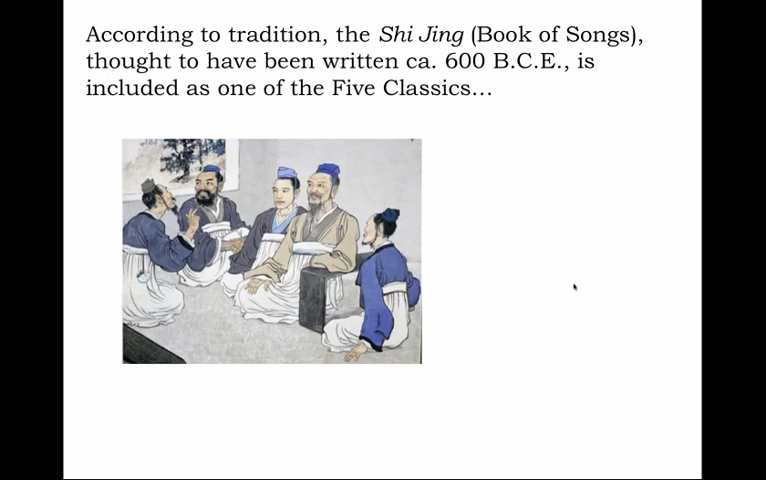 According to tradition, the Shi Jing (Book of Songs),
thought to have been written ca. 600 B.C.E., is
included as one of the Five Classics…